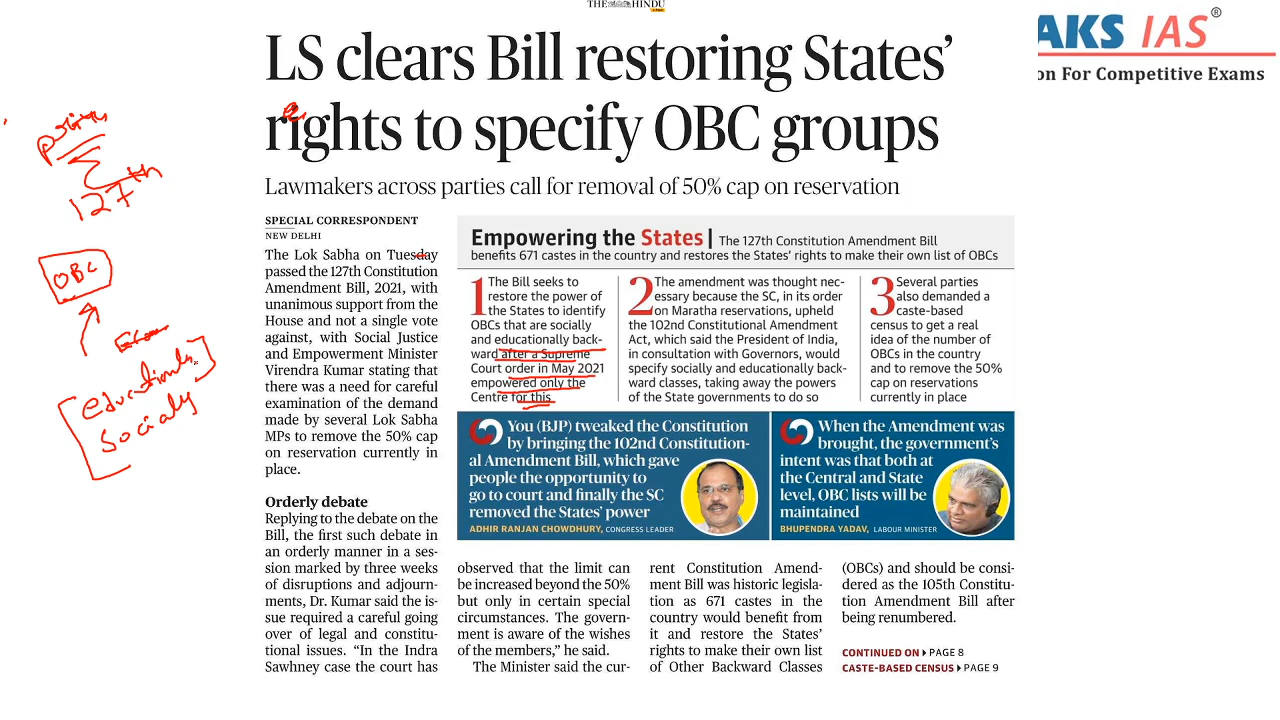 THE HINDU
AKS IAS®
on For Competitive Exams
LS clears Bill restoring States’
rights to specify OBC groups
Lawmakers across parties call for removal of 50% cap on reservation
127th
OBC
educationally
Socially
SPECIAL CORRESPONDENT
NEW DELHI
The Lok Sabha on Tuesday
passed the 127th Constitution
Amendment Bill, 2021, with
unanimous support from the
House and not a single vote
against, with Social Justice
and Empowerment Minister
Virendra Kumar stating that
there was a need for careful
examination of the demand
made by several Lok Sabha
MPs to remove the 50% cap
on reservation currently in
place.
Orderly debate
Replying to the debate on the
Bill, the first such debate in
an orderly manner in a ses-
sion marked by three weeks
of disruptions and adjourn-
ments, Dr. Kumar said the is-
sue required a careful going
over of legal and constitu-
tional issues. “In the Indra
Sawhney case the court has
Empowering the States | The 127th Constitution Amendment Bill
benefits 671 castes in the country and restores the States’ rights to make their own list of OBCs
1 The Bill seeks to
restore the power of
the States to identify
OBCs that are socially
and educationally back-
ward after a Supreme
Court order in May 2021
empowered only the
Centre for this
2 The amendment was thought nec-
essary because the SC, in its order
on Maratha reservations, upheld
the 102nd Constitutional Amendment
Act, which said the President of India,
in consultation with Governors, would
specify socially and educationally back-
ward classes, taking away the powers
of the State governments to do so
3 Several parties
also demanded a
caste-based
census to get a real
idea of the number of
OBCs in the country
and to remove the 50%
cap on reservations
currently in place
You (BJP) tweaked the Constitution
by bringing the 102nd Constitution-
al Amendment Bill, which gave
people the opportunity to
go to court and finally the SC
removed the States’ power
ADHIR RANJAN CHOWDHURY, CONGRESS LEADER
When the Amendment was
brought, the government’s
intent was that both at
the Central and State
level, OBC lists will be
maintained
BHUPENDRA YADAV, LABOUR MINISTER
observed that the limit can
be increased beyond the 50%
but only in certain special
circumstances. The govern-
ment is aware of the wishes
of the members,” he said.
The Minister said the cur-
rent Constitution Amend-
ment Bill was historic legisla-
tion as 671 castes in the
country would benefit from
it and restore the States’
rights to make their own list
of Other Backward Classes
(OBCs) and should be consi-
dered as the 105th Constitu-
tion Amendment Bill after
being renumbered.
CONTINUED ON PAGE 8
CASTE-BASED CENSUS PAGE 9